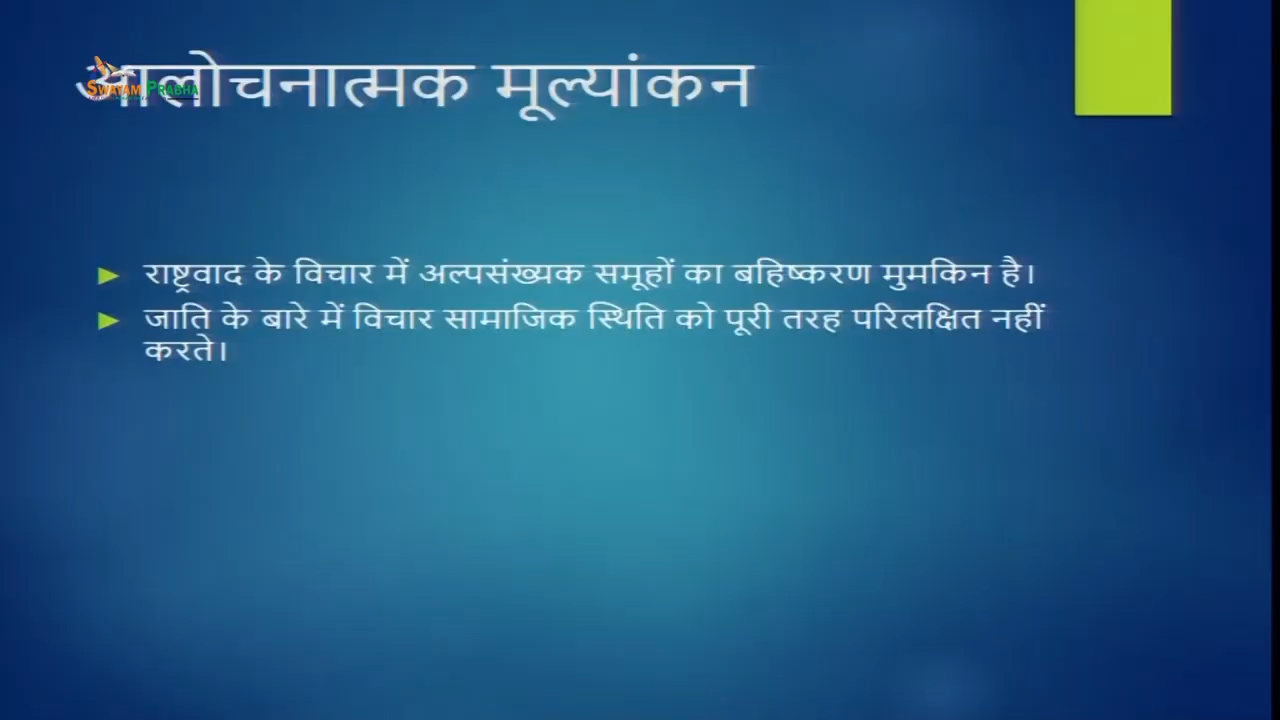 आलोचनात्मक मूल्यांकन
SWAYAM PRABHA
राष्ट्रवाद के विचार में अल्पसंख्यक समूहों का बहिष्करण मुमकिन है।
जाति के बारे में विचार सामाजिक स्थिति को पूरी तरह परिलक्षित नहीं
करते।